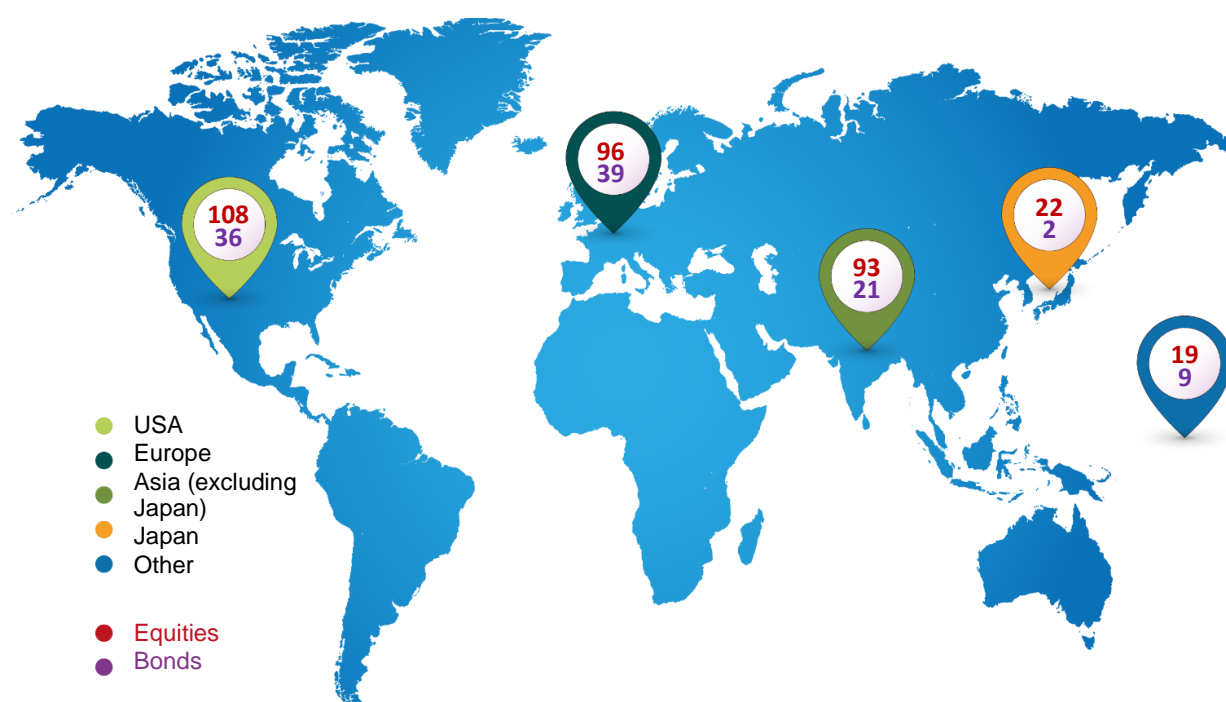 96
39
108
36
22
2
93
21
19
9
USA
Europe
Asia (excluding
Japan)
Japan
Other
Equities
Bonds